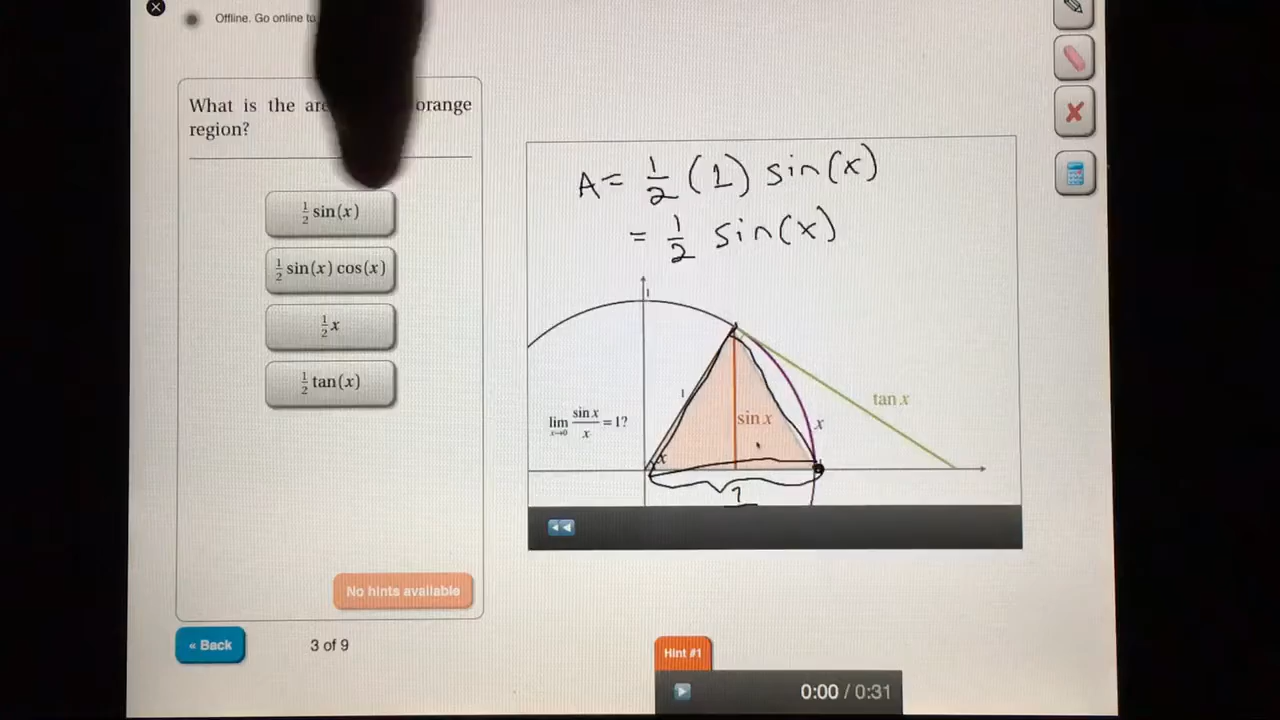 Offline. Go online to
What is the orange
region?
1/2 sin(x)
1/2 sin(x) cos(x)
1/2 x
1/2 tan(x)
No hints available
« Back
3 of 9
A = 1/2 (1) sin(x)
= 1/2 sin(x)
1
1
lim x→0 sin x / x = 1?
sin x
x
tan x
x
1
Hint #1
0:00 / 0:31